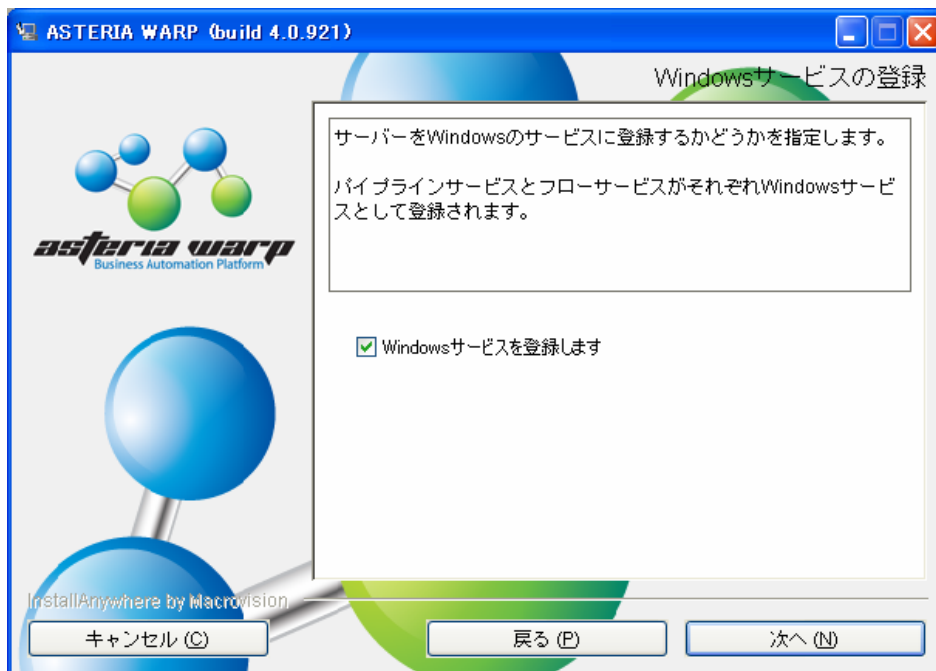 ASTERIA WARP (build 4.0.921)
Windowsサービスの登録
サーバーをWindowsのサービスに登録するかどうかを指定します。
パイプラインサービスとフローサービスがそれぞれWindowsサービ
スとして登録されます。
asteria warp
Business Automation Platform
Windowsサービスを登録します
InstallAnywhere by Macrovision
キャンセル (C)
戻る (P)
次へ (N)